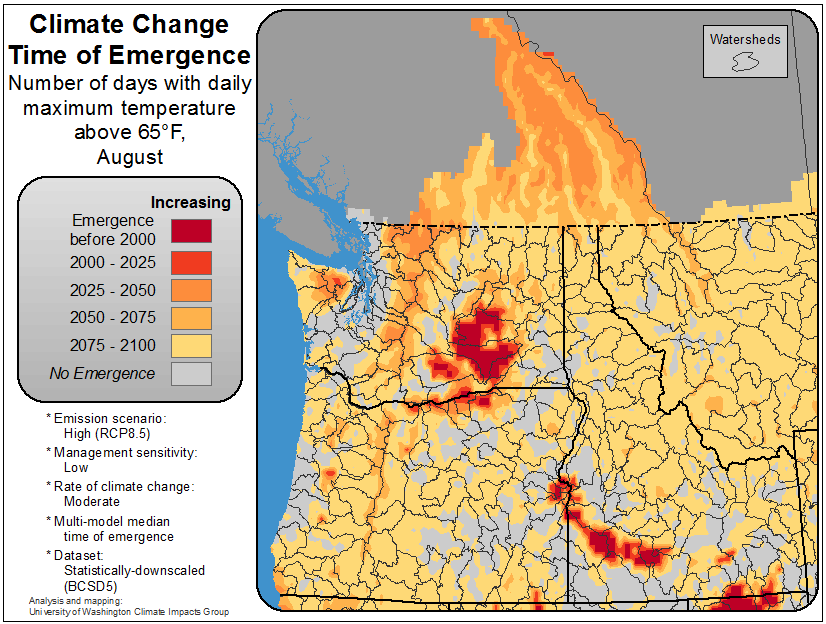 Climate Change
Time of Emergence
Number of days with daily
maximum temperature
above 65°F,
August
Watersheds
Increasing
Emergence
before 2000
2000 - 2025
2025 - 2050
2050 - 2075
2075 - 2100
No Emergence
* Emission scenario:
High (RCP8.5)
* Management sensitivity:
Low
* Rate of climate change:
Moderate
* Multi-model median
time of emergence
* Dataset:
Statistically-downscaled
(BCSD5)
Analysis and mapping:
University of Washington Climate Impacts Group